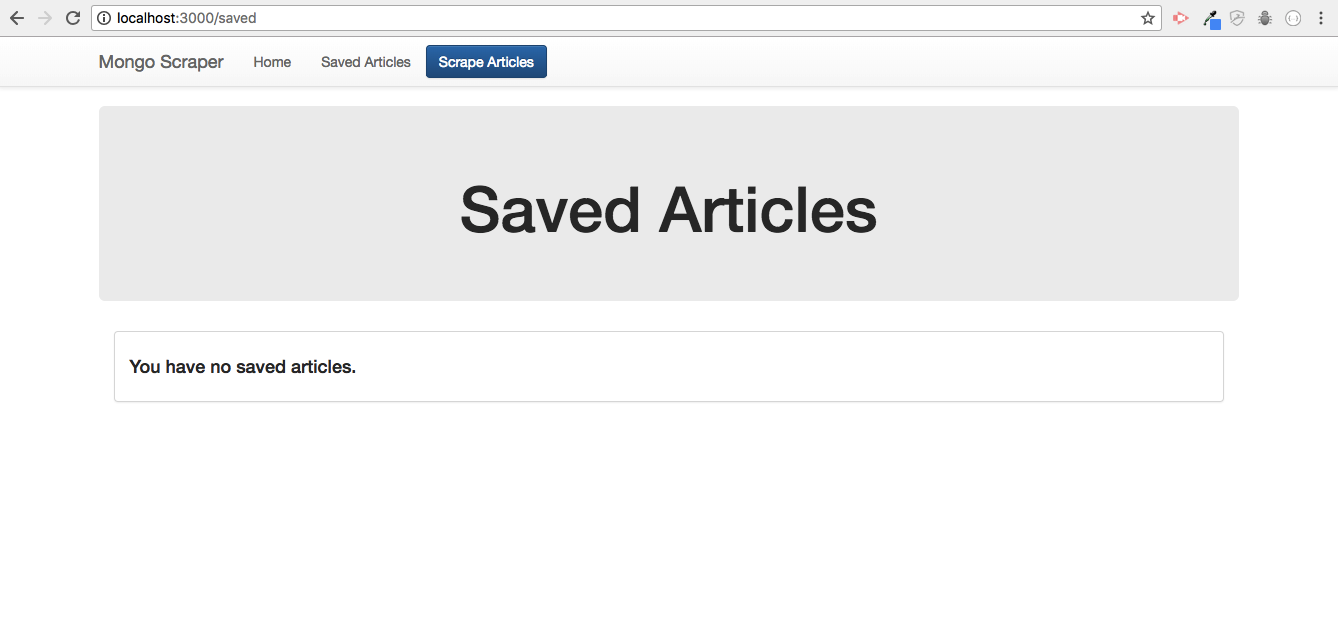 localhost:3000/saved
Mongo Scraper Home Saved Articles Scrape Articles
Saved Articles
You have no saved articles.